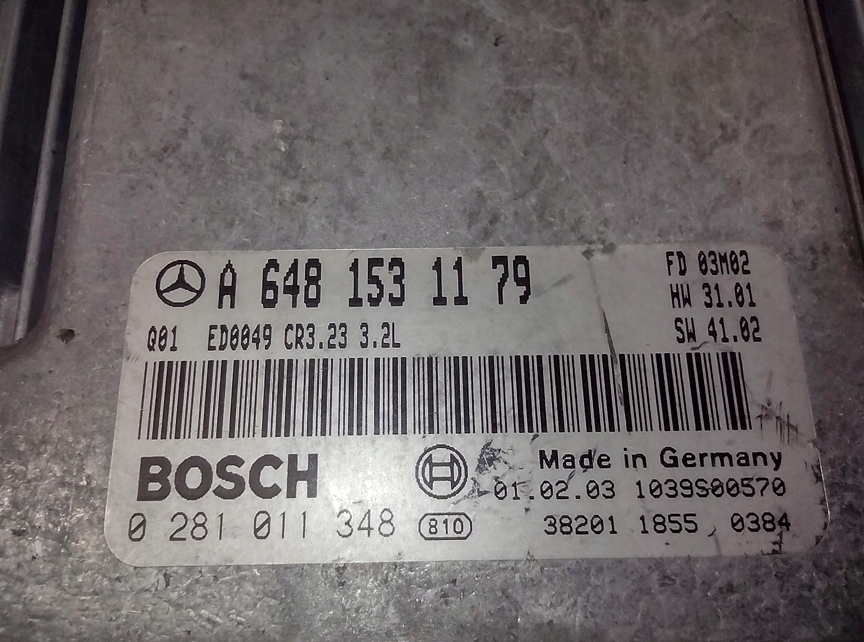 A 648 153 11 79
FD 03M02
HW 31.01
Q01 ED0049 CR3.23 3.2L
SW 41.02
BOSCH
Made in Germany
01.02.03 1039S00570
0 281 011 348 810
38201 1855 0384